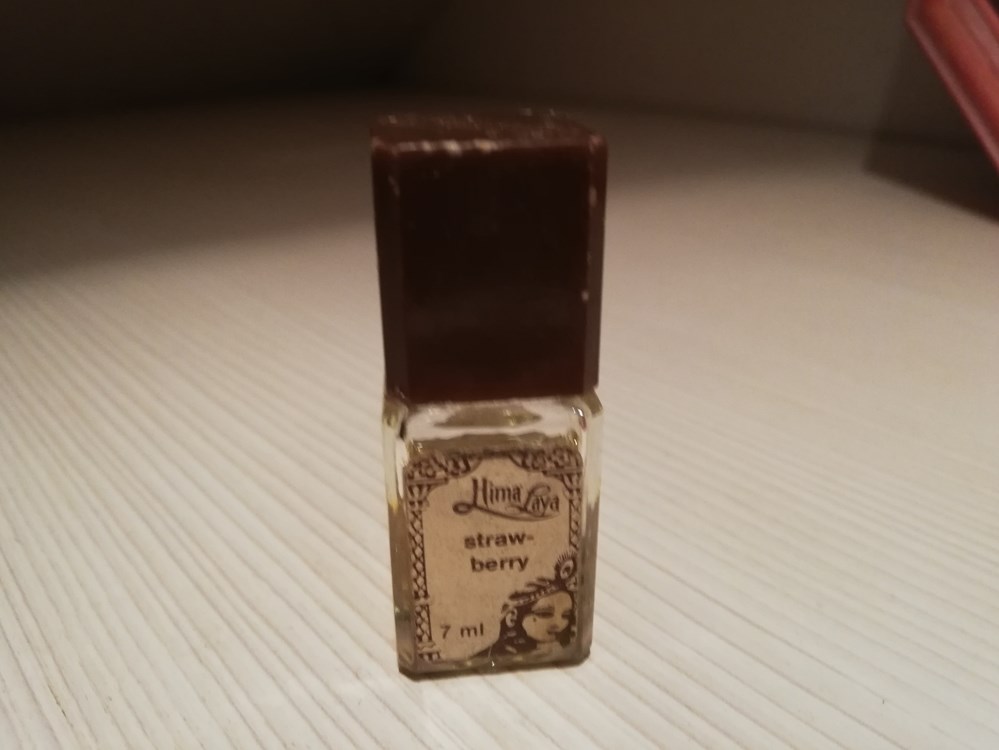 Hima Laya
straw-
berry
7 ml